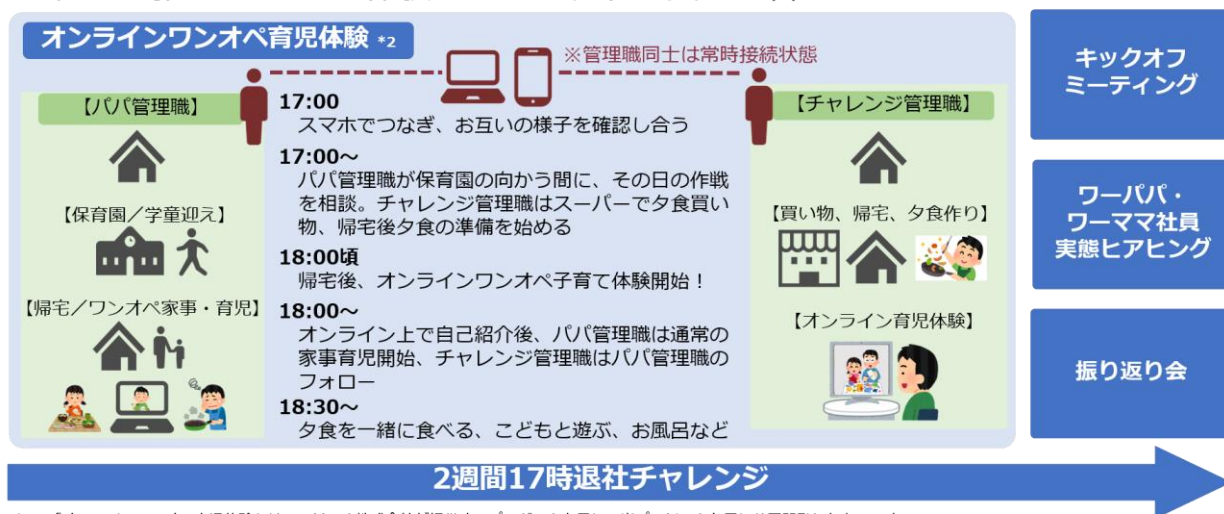 オンラインワンオペ育児体験 *2
※管理職同士は常時接続状態
【パパ管理職】
【保育園／学童迎え】
【帰宅／ワンオペ家事・育児】
17:00
スマホでつなぎ、お互いの様子を確認し合う
17:00～
パパ管理職が保育園の向かう間に、その日の作戦
を相談。チャレンジ管理職はスーパーで夕食買い
物、帰宅後夕食の準備を始める
18:00頃
帰宅後、オンラインワンオペ子育て体験開始！
18:00～
オンライン上で自己紹介後、パパ管理職は通常の
家事育児開始、チャレンジ管理職はパパ管理職の
フォロー
18:30～
夕食を一緒に食べる、こどもと遊ぶ、お風呂など
【チャレンジ管理職】
【買い物、帰宅、夕食作り】
【オンライン育児体験】
キックオフ
ミーティング
ワーパパ・
ワーママ社員
実態ヒアヒング
振り返り会
2週間17時退社チャレンジ